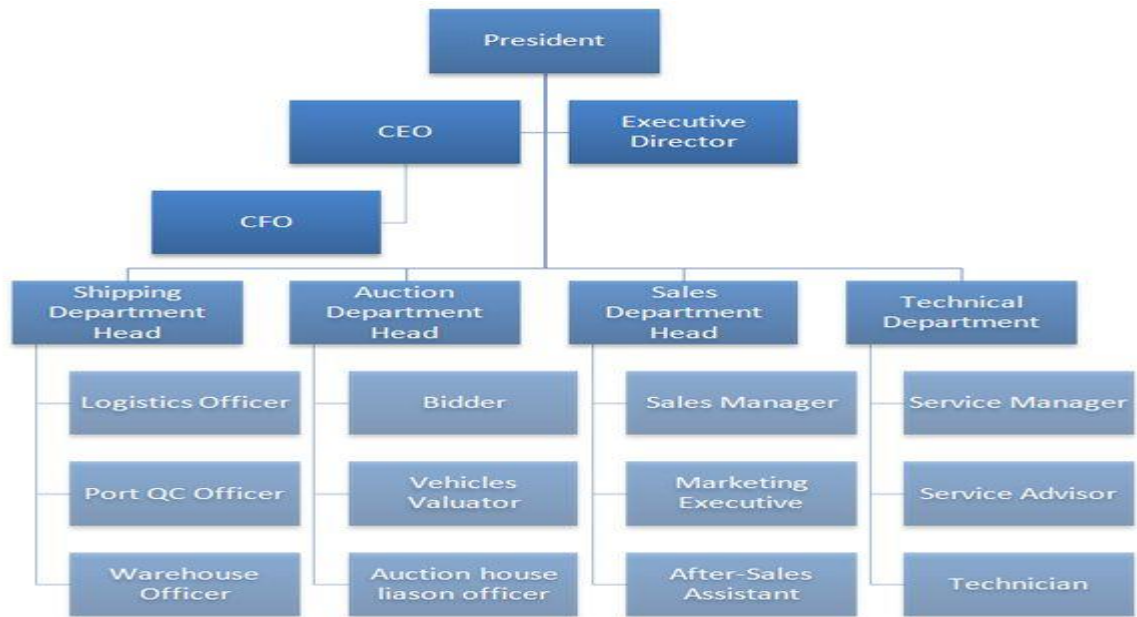 President
CEO
Executive
Director
CFO
Shipping
Department
Head
Auction
Department
Head
Sales
Department
Head
Technical
Department
Logistics Officer
Bidder
Sales Manager
Service Manager
Port QC Officer
Vehicles
Valuator
Marketing
Executive
Service Advisor
Warehouse
Officer
Auction house
liason officer
After-Sales
Assistant
Technician